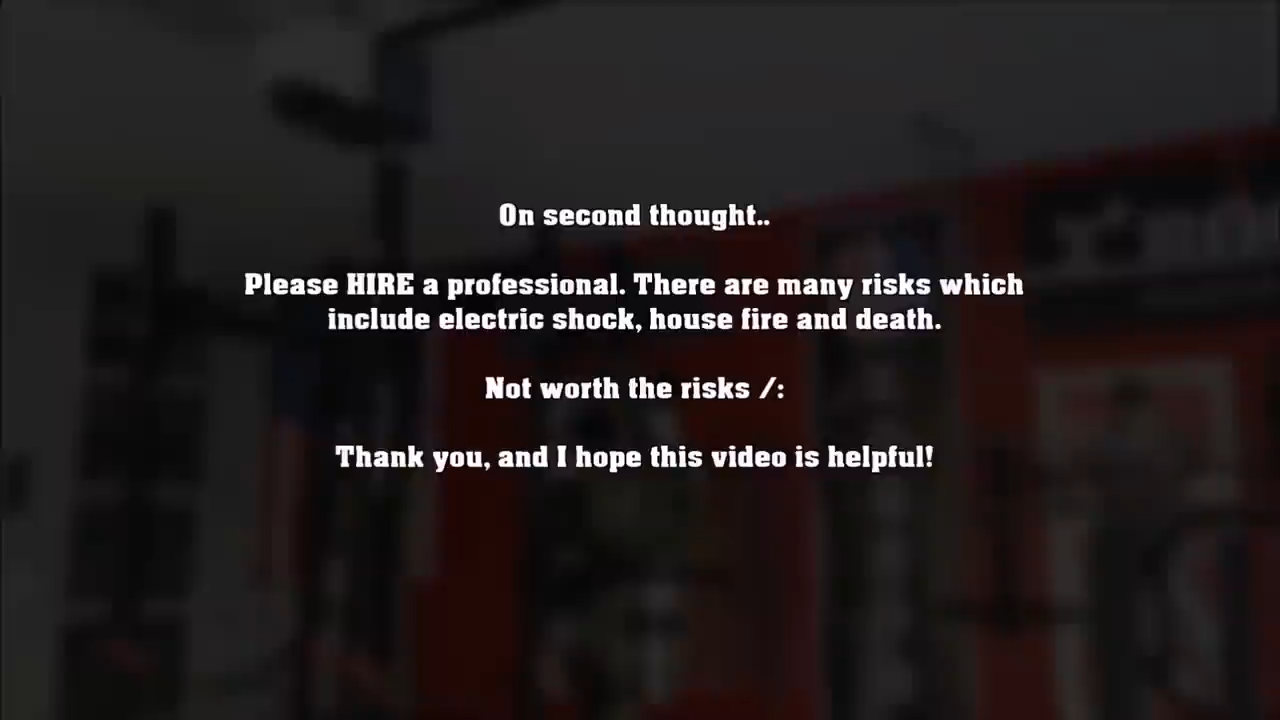 On second thought..
Please HIRE a professional. There are many risks which
include electric shock, house fire and death.
Not worth the risks /:
Thank you, and I hope this video is helpful!